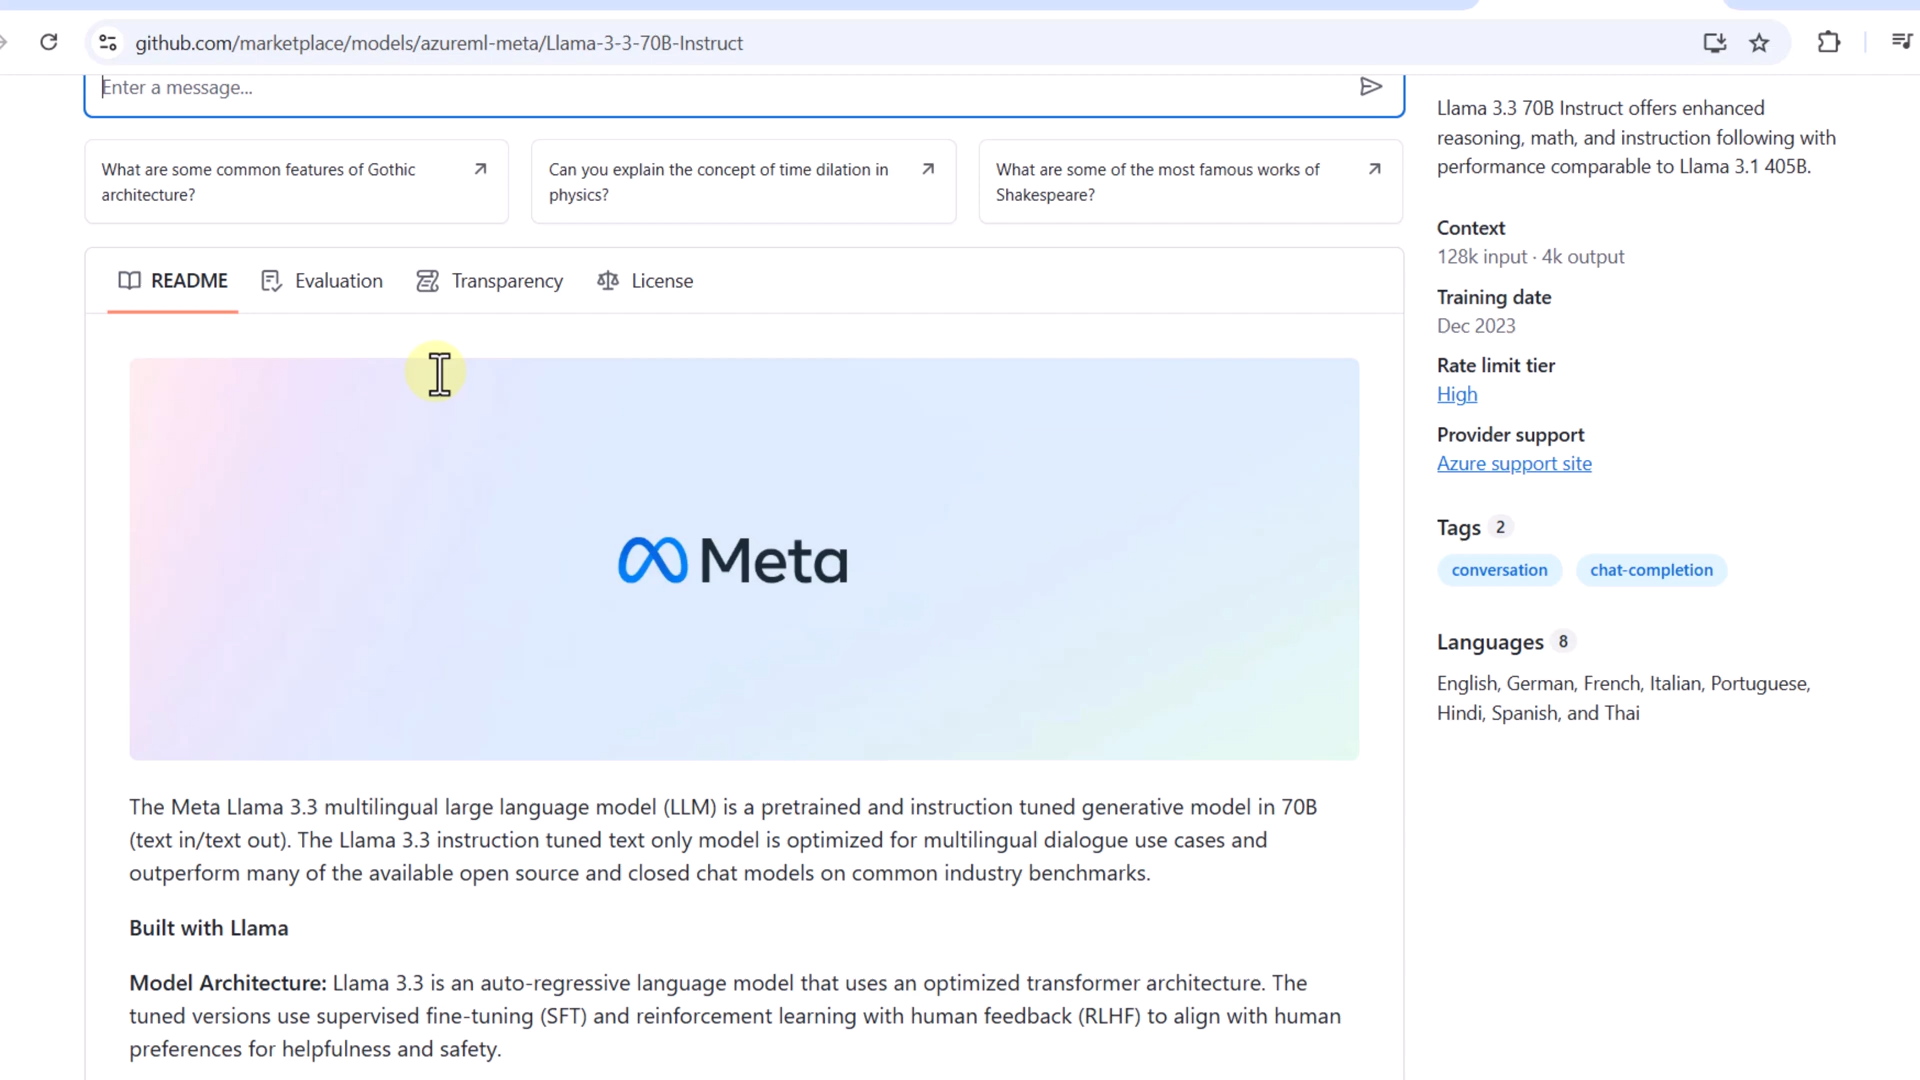 github.com/marketplace/models/azureml-meta/Llama-3-3-70B-Instruct
Enter a message...
What are some common features of Gothic
architecture?
Can you explain the concept of time dilation in
physics?
What are some of the most famous works of
Shakespeare?
README
Evaluation
Transparency
License
Meta
The Meta Llama 3.3 multilingual large language model (LLM) is a pretrained and instruction tuned generative model in 70B
(text in/text out). The Llama 3.3 instruction tuned text only model is optimized for multilingual dialogue use cases and
outperform many of the available open source and closed chat models on common industry benchmarks.
Built with Llama
Model Architecture: Llama 3.3 is an auto-regressive language model that uses an optimized transformer architecture. The
tuned versions use supervised fine-tuning (SFT) and reinforcement learning with human feedback (RLHF) to align with human
preferences for helpfulness and safety.
Llama 3.3 70B Instruct offers enhanced
reasoning, math, and instruction following with
performance comparable to Llama 3.1 405B.
Context
128k input · 4k output
Training date
Dec 2023
Rate limit tier
High
Provider support
Azure support site
Tags 2
conversation
chat-completion
Languages 8
English, German, French, Italian, Portuguese,
Hindi, Spanish, and Thai